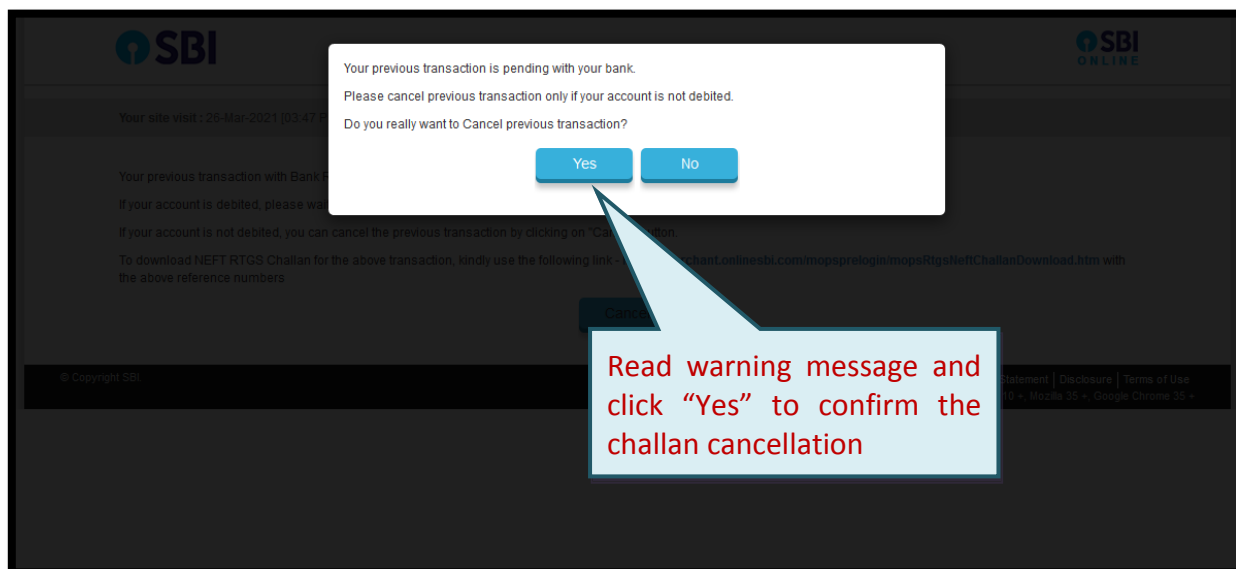 SBI
SBI
ONLINE
Your previous transaction is pending with your bank.
Please cancel previous transaction only if your account is not debited.
Do you really want to Cancel previous transaction?
Yes No
Your site visit : 26-Mar-2021 [03:47
Your previous transaction with Bank
If your account is debited, please
If your account is not debited, you can cancel the previous transaction by clicking on
To download NEFT RTGS Challan for the above transaction, kindly use the following link - chant.onlinesbi.com/mopsprelogin/mopsRtgsNeftChallanDownload.htm with
the above reference numbers
Cance
Read warning message and
click “Yes” to confirm the
challan cancellation
© Copyright SBI Statement | Disclosure | Terms of Use
10 +, Mozilla 35 +, Google Chrome 35 +